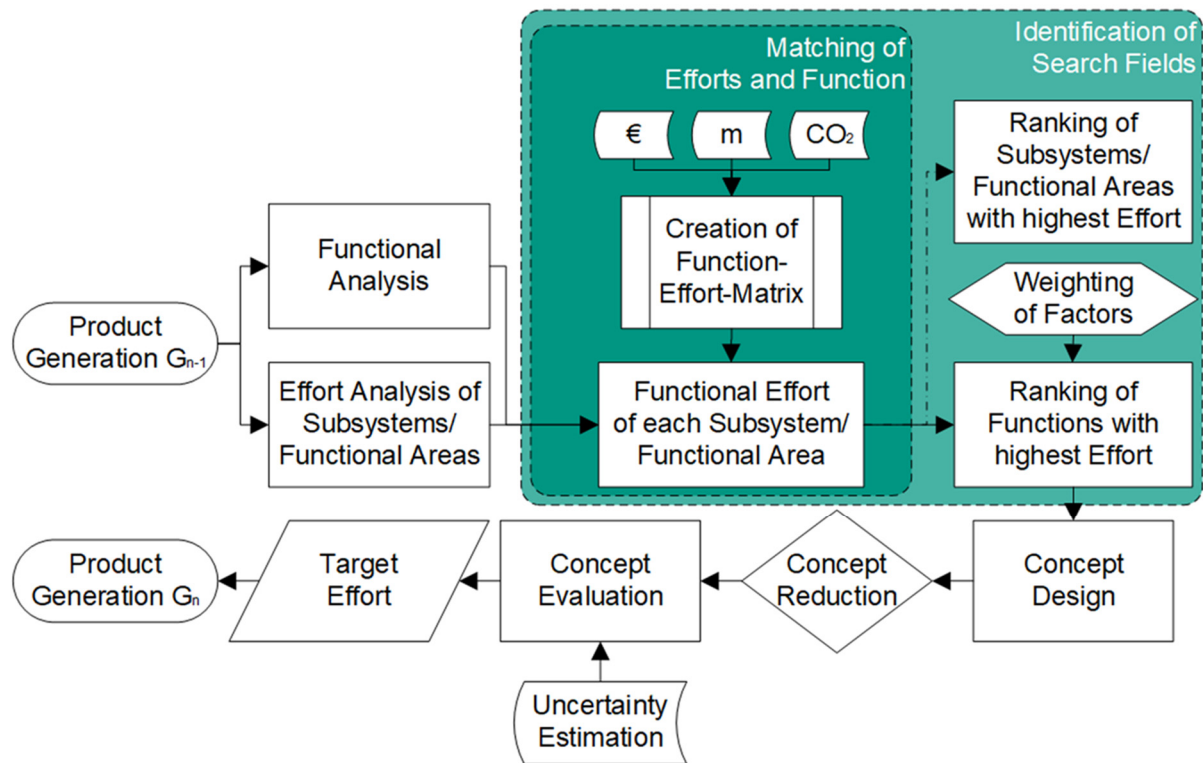 Identification of
Search Fields
Matching of
Efforts and Function
€
m
CO₂
Ranking of
Subsystems/
Functional Areas
with highest Effort
Creation of
Function-
Effort-Matrix
Functional
Analysis
Weighting
of Factors
Product
Generation Gₙ₋₁
Effort Analysis of
Subsystems/
Functional Areas
Functional Effort
of each Subsystem/
Functional Area
Ranking of
Functions with
highest Effort
Product
Generation Gₙ
Target
Effort
Concept
Evaluation
Concept
Reduction
Concept
Design
Uncertainty
Estimation